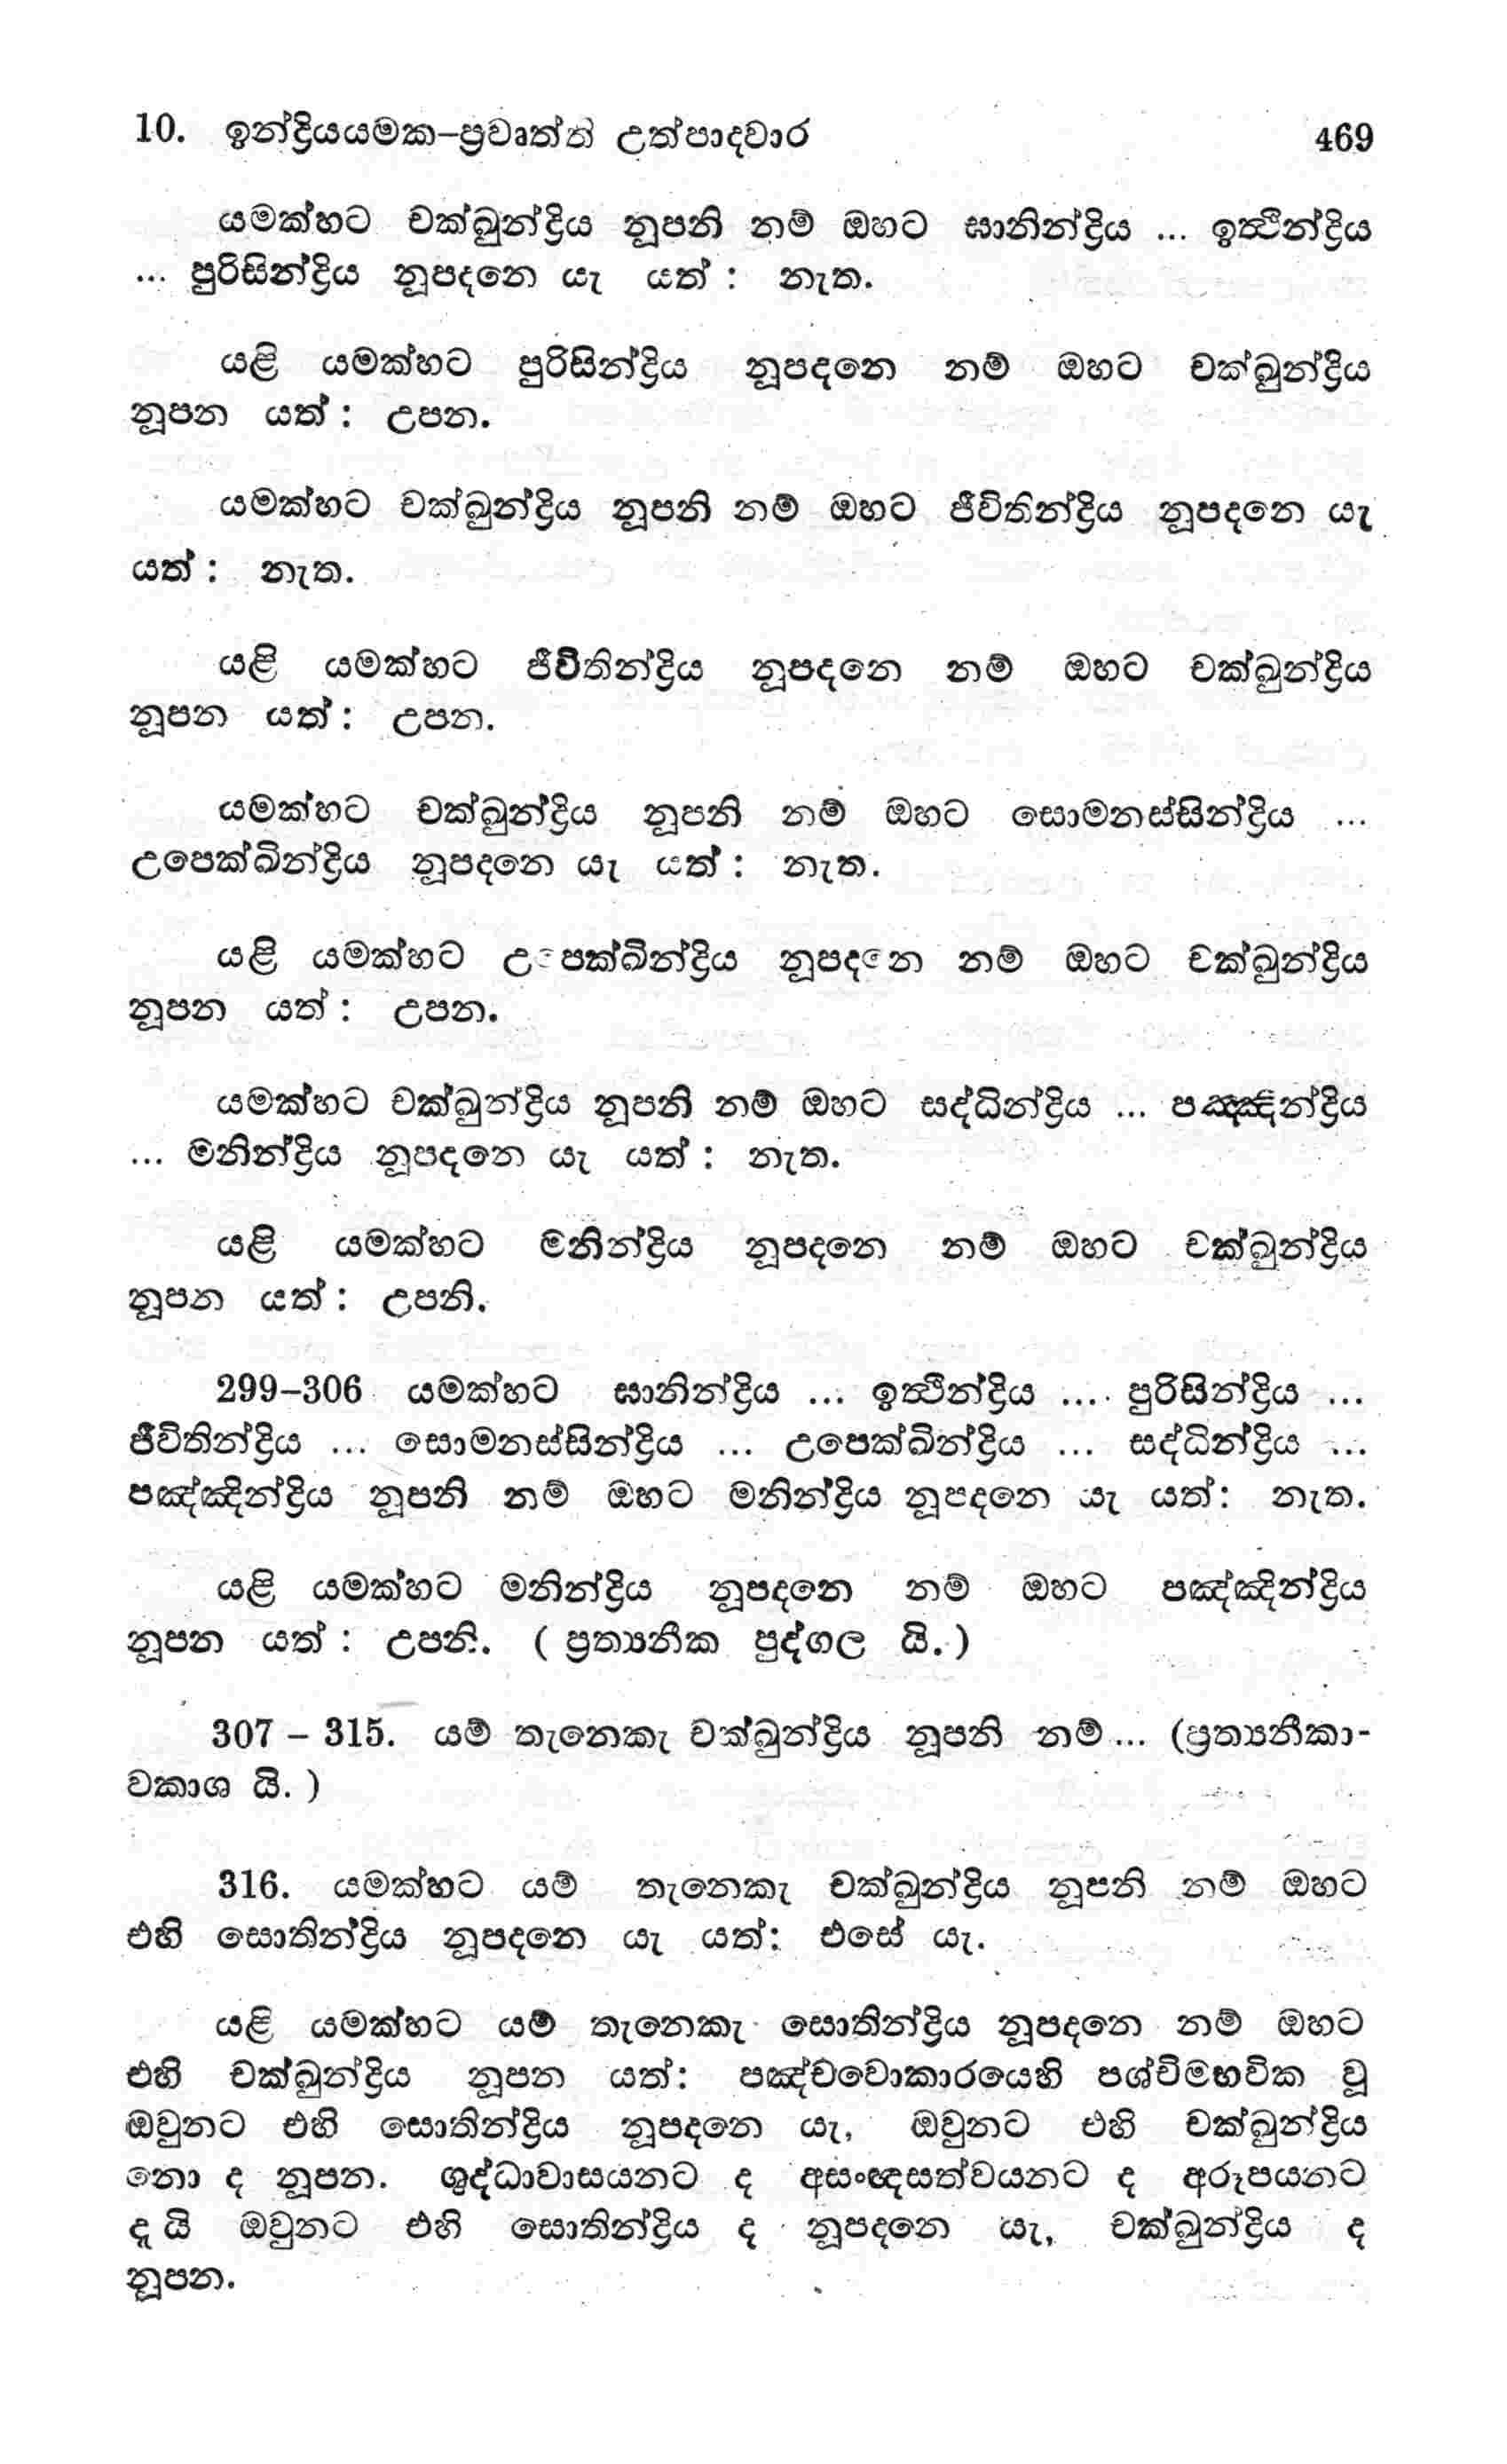 10. ඉන්ද්‍රියයමක–ප්‍රවෘත්ති උත්පාදවාර 469
යමක්හට චක්ඛුන්ද්‍රිය නූපනි නම් ඔහට ඝානින්ද්‍රිය ... ඉත්‍ථින්ද්‍රිය
... පුරිසින්ද්‍රිය නූපදනෙ යැ යත් : නැත.
යළි යමක්හට පුරිසින්ද්‍රිය නූපදනෙ නම් ඔහට චක්ඛුන්ද්‍රිය
නූපන යත් : උපන.
යමක්හට චක්ඛුන්ද්‍රිය නූපනි නම් ඔහට ජීවිතින්ද්‍රිය නූපදනෙ යැ
යත් : නැත.
යළි යමක්හට ජීවිතින්ද්‍රිය නූපදනෙ නම් ඔහට චක්ඛුන්ද්‍රිය
නූපන යත් : උපන.
යමක්හට චක්ඛුන්ද්‍රිය නූපනි නම් ඔහට සොමනස්සින්ද්‍රිය ...
උපෙක්ඛින්ද්‍රිය නූපදනෙ යැ යත් : නැත.
යළි යමක්හට උපෙක්ඛින්ද්‍රිය නූපදනෙ නම් ඔහට චක්ඛුන්ද්‍රිය
නූපන යත් : උපන.
යමක්හට චක්ඛුන්ද්‍රිය නූපනි නම් ඔහට සද්ධින්ද්‍රිය ... පඤ්ඤින්ද්‍රිය
... මනින්ද්‍රිය නූපදනෙ යැ යත් : නැත.
යළි යමක්හට මනින්ද්‍රිය නූපදනෙ නම් ඔහට චක්ඛුන්ද්‍රිය
නූපන යත් : උපනි.
299–306 යමක්හට ඝානින්ද්‍රිය ... ඉත්‍ථින්ද්‍රිය .... පුරිසින්ද්‍රිය ...
ජීවිතින්ද්‍රිය ... සොමනස්සින්ද්‍රිය ... උපෙක්ඛින්ද්‍රිය ... සද්ධින්ද්‍රිය ...
පඤ්ඤින්ද්‍රිය නූපනි නම් ඔහට මනින්ද්‍රිය නූපදනෙ යැ යත්: නැත.
යළි යමක්හට මනින්ද්‍රිය නූපදනෙ නම් ඔහට පඤ්ඤින්ද්‍රිය
නූපන යත් : උපනි. ( ප්‍රත්‍යනීක පුද්ගල යි. )
307 – 315. යම් තැනෙකැ චක්ඛුන්ද්‍රිය නූපනි නම් ... (ප්‍රත්‍යනීකා-
වකාශ යි. )
316. යමක්හට යම් තැනෙකැ චක්ඛුන්ද්‍රිය නූපනි නම් ඔහට
එහි සොතින්ද්‍රිය නූපදනෙ යැ යත්: එසේ යැ.
යළි යමක්හට යම් තැනෙකැ සොතින්ද්‍රිය නූපදනෙ නම් ඔහට
එහි චක්ඛුන්ද්‍රිය නූපන යත්: පඤ්චවොකාරයෙහි පශ්චිමභවික වූ
ඔවුනට එහි සොතින්ද්‍රිය නූපදනෙ යැ, ඔවුනට එහි චක්ඛුන්ද්‍රිය
නො ද නූපන. ශුද්ධාවාසයනට ද අසංඥසත්වයනට ද අරූපයනට
දැ යි ඔවුනට එහි සොතින්ද්‍රිය ද නූපදනෙ යැ, චක්ඛුන්ද්‍රිය ද
නූපන.